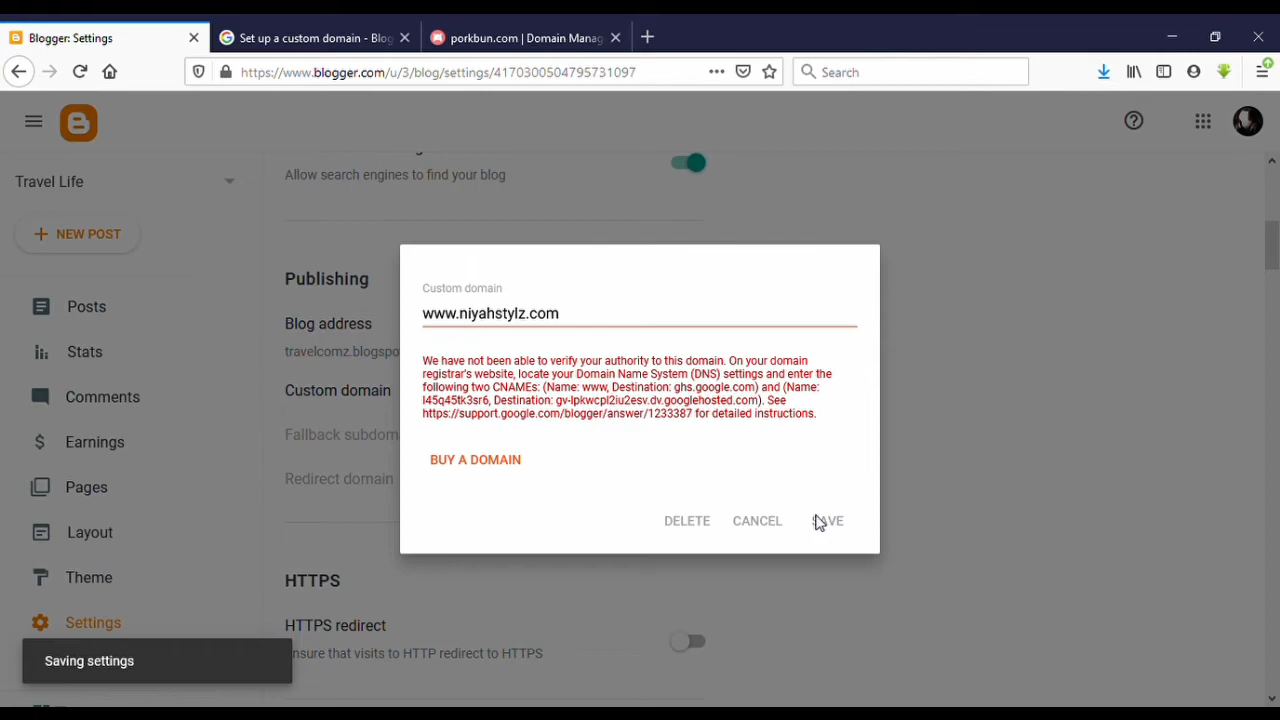 Blogger: Settings
Set up a custom domain - Blog
porkbun.com | Domain Manag
https://www.blogger.com/u/3/blog/settings/4170300504795731097
Search
Travel Life
Allow search engines to find your blog
NEW POST
Publishing
Posts
Blog address
travelcomz.blogspo
Stats
Custom domain
Comments
Fallback subdom
Earnings
Redirect domain
Pages
Layout
Theme
HTTPS
Settings
HTTPS redirect
nsure that visits to HTTP redirect to HTTPS
Custom domain
www.niyahstylz.com
We have not been able to verify your authority to this domain. On your domain
registrar's website, locate your Domain Name System (DNS) settings and enter the
following two CNAMEs: (Name: www, Destination: ghs.google.com) and (Name:
l45q45tk3sr6, Destination: gv-lpkwcpl2iu2esv.dv.googlehosted.com). See
https://support.google.com/blogger/answer/1233387 for detailed instructions.
BUY A DOMAIN
DELETE CANCEL SAVE
Saving settings